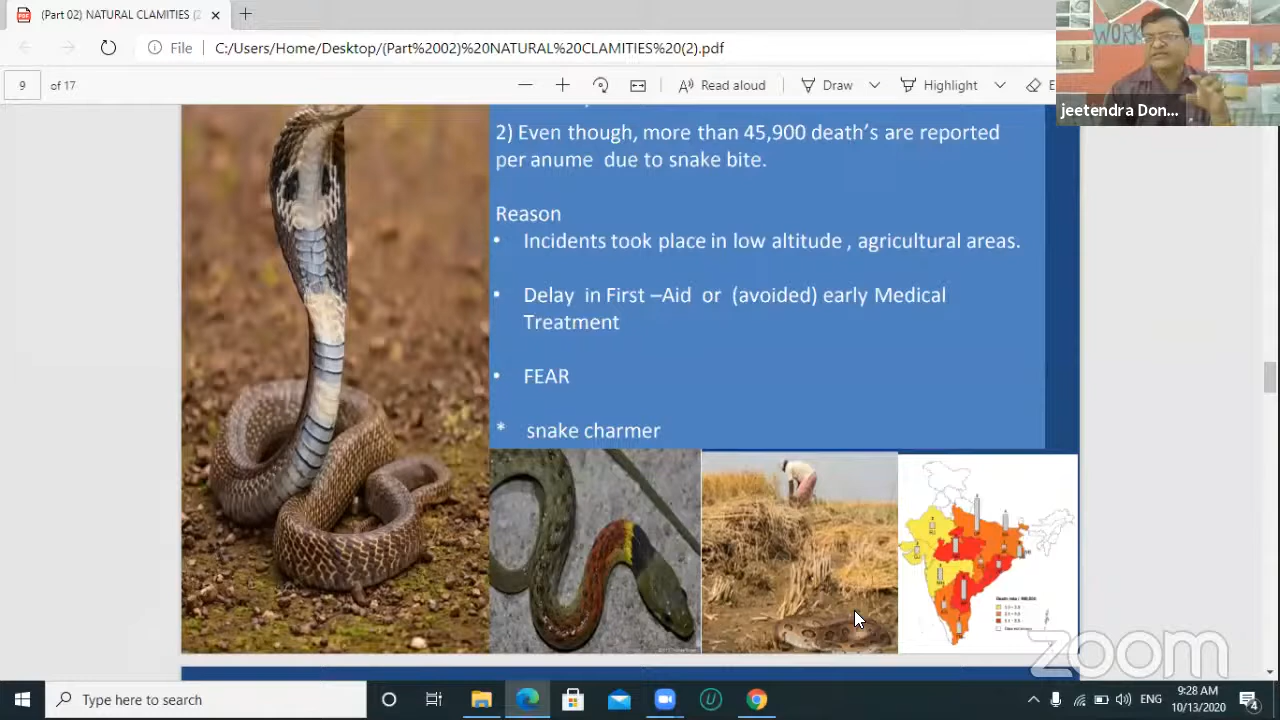 (Part 02) NATURAL CLAMITIES (2
File
C:/Users/Home/Desktop/(Part%2002)%20NATURAL%20CLAMITIES%20(2).pdf
9 of 17
Read aloud
Draw
Highlight
WORK
jeetendra Don...
2) Even though, more than 45,900 death's are reported
per anume due to snake bite.
Reason
• Incidents took place in low altitude , agricultural areas.
• Delay in First –Aid or (avoided) early Medical
Treatment
• FEAR
* snake charmer
zoom
Type here to search
ENG
9:28 AM
10/13/2020
4